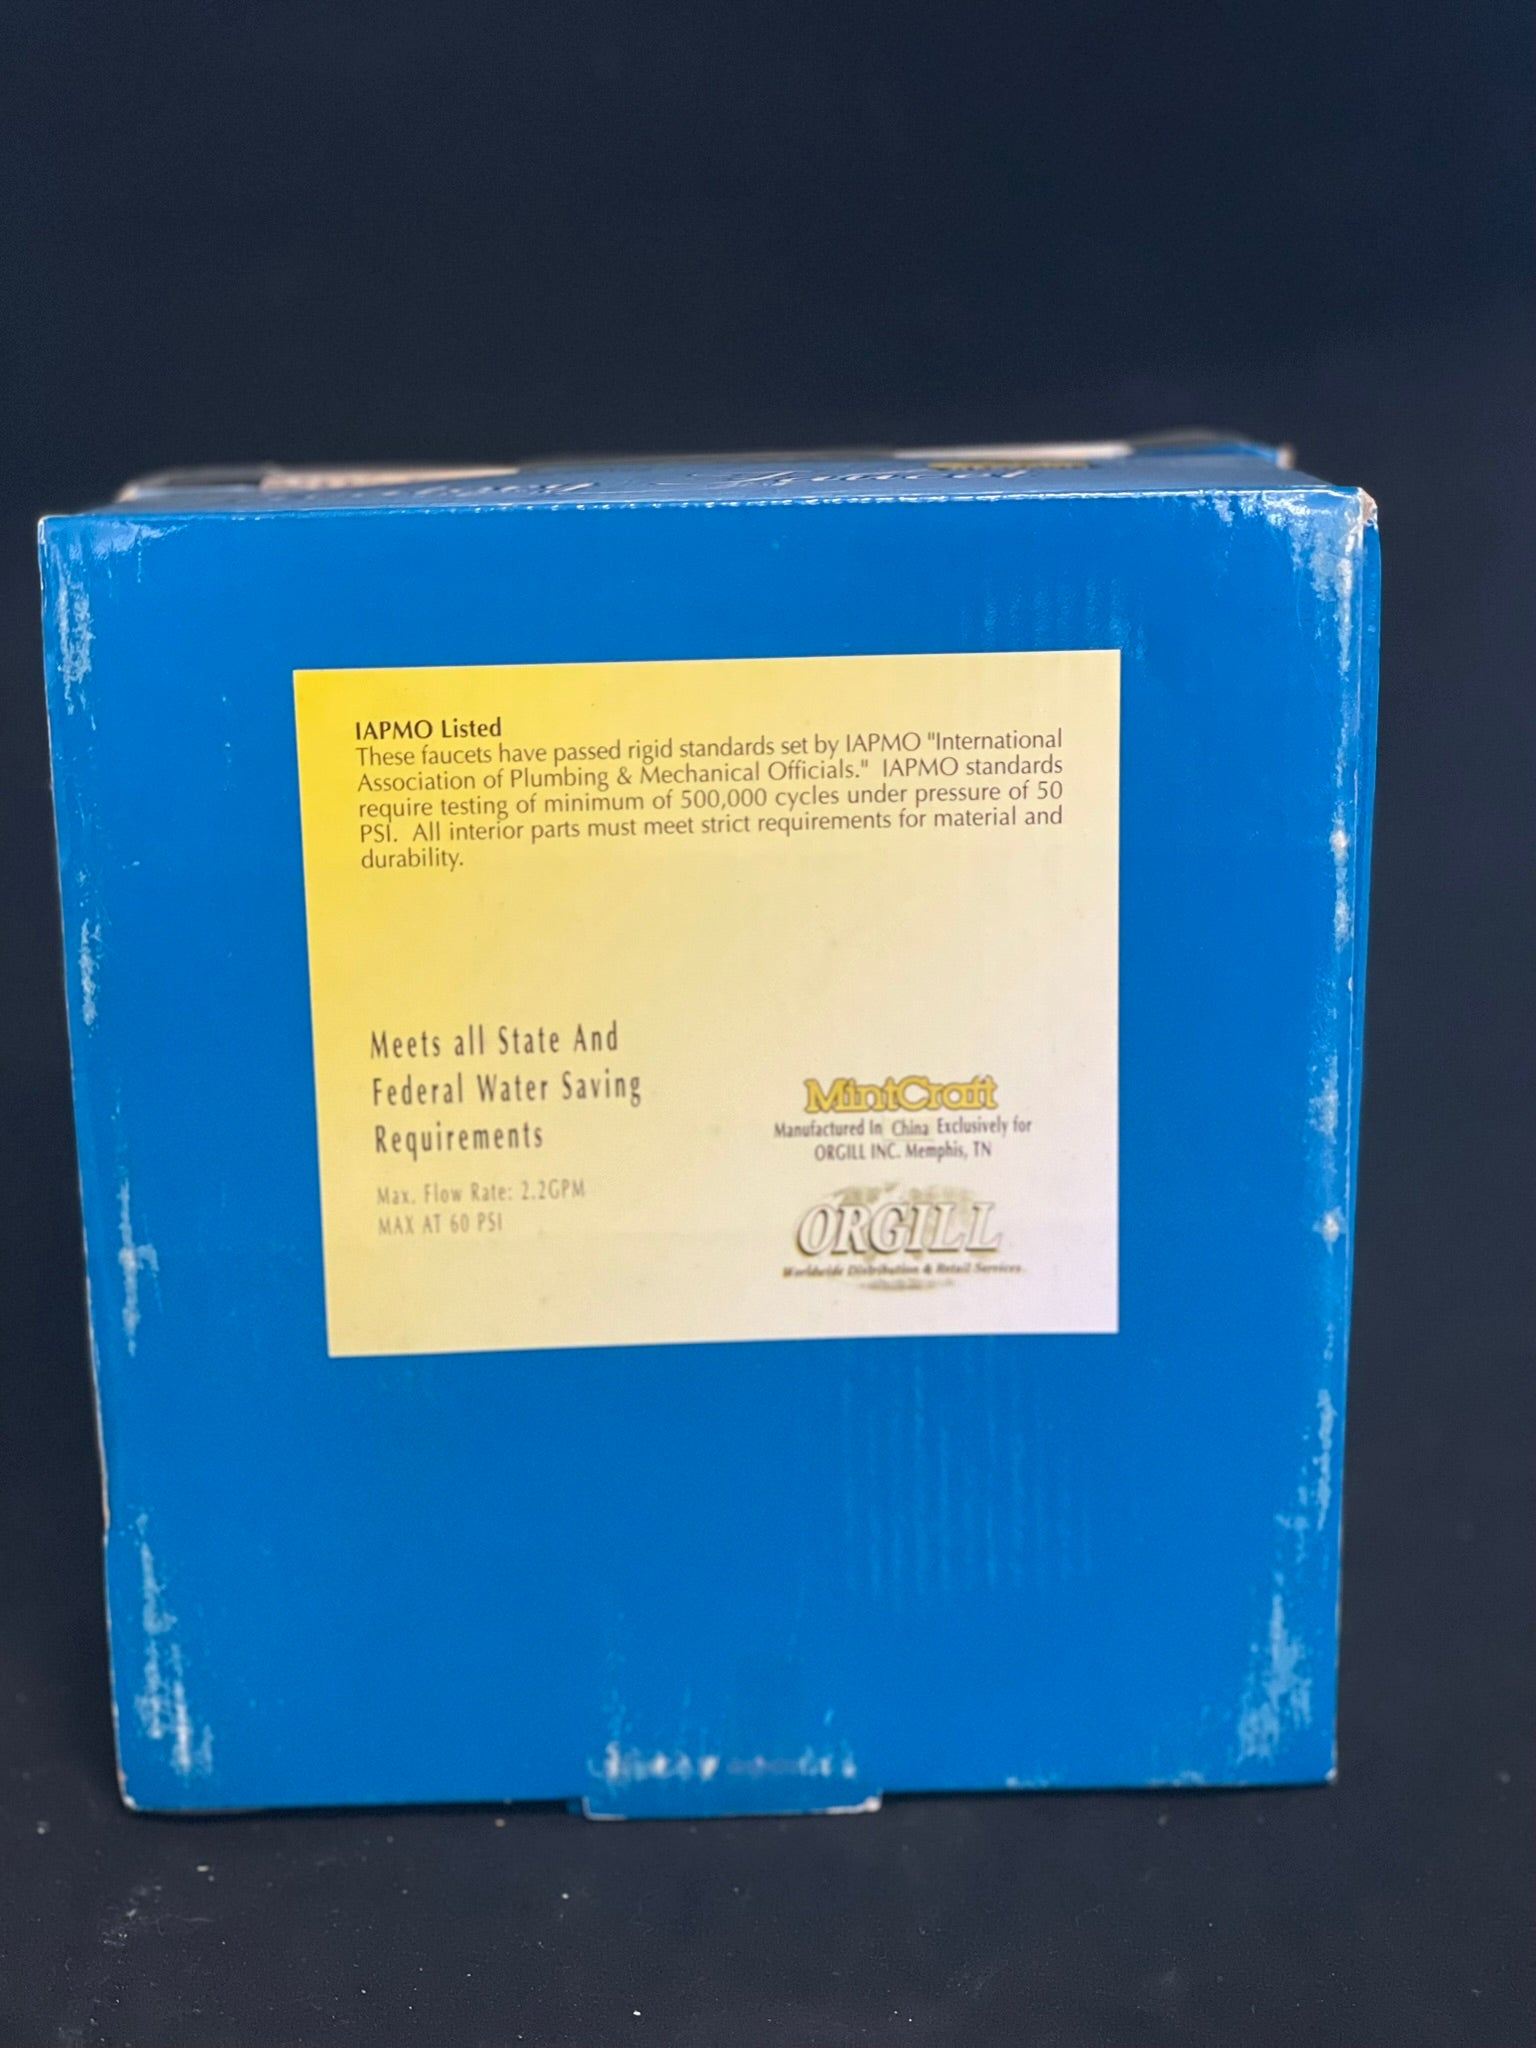 Faucet
IAPMO Listed
These faucets have passed rigid standards set by IAPMO "International
Association of Plumbing & Mechanical Officials."  IAPMO standards
require testing of minimum of 500,000 cycles under pressure of 50
PSI.  All interior parts must meet strict requirements for material and
durability.
Meets all State And
Federal Water Saving
Requirements
Max. Flow Rate: 2.2GPM
MAX AT 60 PSI
MintCraft
Manufactured In China Exclusively for
ORGILL INC. Memphis, TN
ORGILL
Worldwide Distribution & Retail Services